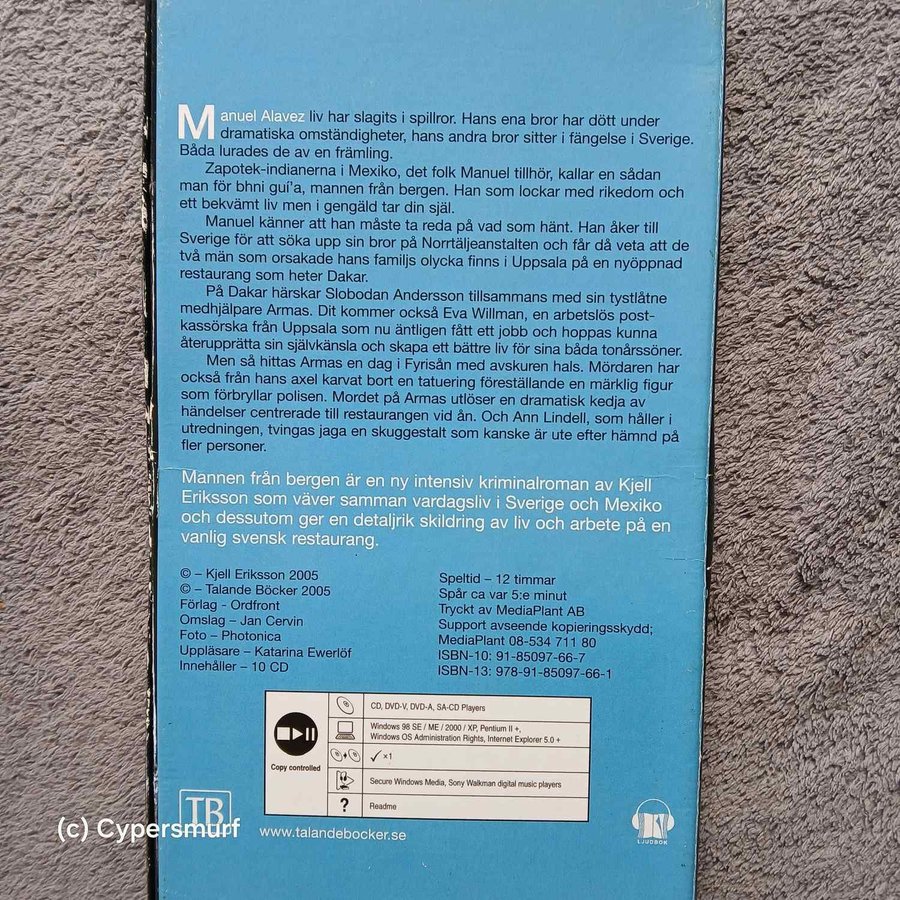 Manuel Alavez liv har slagits i spillror. Hans ena bror har dött under
dramatiska omständigheter, hans andra bror sitter i fängelse i Sverige.
Båda lurades de av en främling.
Zapotek-indianerna i Mexiko, det folk Manuel tillhör, kallar en sådan
man för bhni guí'a, mannen från bergen. Han som lockar med rikedom och
ett bekvämt liv men i gengäld tar din själ.
Manuel känner att han måste ta reda på vad som hänt. Han åker till
Sverige för att söka upp sin bror på Norrtäljeanstalten och får då veta att de
två män som orsakade hans familjs olycka finns i Uppsala på en nyöppnad
restaurang som heter Dakar.
På Dakar härskar Slobodan Andersson tillsammans med sin tystlåtne
medhjälpare Armas. Dit kommer också Eva Willman, en arbetslös post-
kassörska från Uppsala som nu äntligen fått ett jobb och hoppas kunna
återupprätta sin självkänsla och skapa ett bättre liv för sina båda tonårssöner.
Men så hittas Armas en dag i Fyrisån med avskuren hals. Mördaren har
också från hans axel karvat bort en tatuering föreställande en märklig figur
som förbryllar polisen. Mordet på Armas utlöser en dramatisk kedja av
händelser centrerade till restaurangen vid ån. Och Ann Lindell, som håller i
utredningen, tvingas jaga en skuggestalt som kanske är ute efter hämnd på
fler personer.
Mannen från bergen är en ny intensiv kriminalroman av Kjell
Eriksson som väver samman vardagsliv i Sverige och Mexiko
och dessutom ger en detaljrik skildring av liv och arbete på en
vanlig svensk restaurang.
© – Kjell Eriksson 2005
© – Talande Böcker 2005
Förlag - Ordfront
Omslag – Jan Cervin
Foto – Photonica
Uppläsare – Katarina Ewerlöf
Innehåller – 10 CD
Speltid – 12 timmar
Spår ca var 5:e minut
Tryckt av MediaPlant AB
Support avseende kopieringsskydd;
MediaPlant 08-534 711 80
ISBN-10: 91-85097-66-7
ISBN-13: 978-91-85097-66-1
Copy controlled
CD, DVD-V, DVD-A, SA-CD Players
Windows 98 SE / ME / 2000 / XP, Pentium II +,
Windows OS Administration Rights, Internet Explorer 5.0 +
✓ ×1
Secure Windows Media, Sony Walkman digital music players
? Readme
TB
www.talandebocker.se
LJUDBOK
(c) Cypersmurf